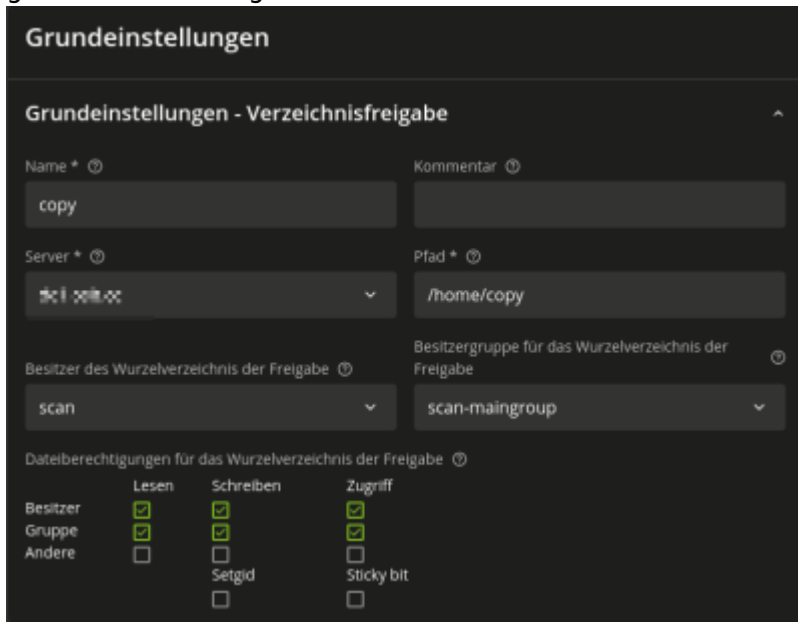 Grundeinstellungen
Grundeinstellungen - Verzeichnisfreigabe
Name *
Kommentar
copy
Server *
Pfad *
/home/copy
Besitzer des Wurzelverzeichnis der Freigabe
Besitzergruppe für das Wurzelverzeichnis der
Freigabe
scan
scan-maingroup
Dateiberechtigungen für das Wurzelverzeichnis der Freigabe
Lesen Schreiben Zugriff
Besitzer
Gruppe
Andere
Setgid Sticky bit